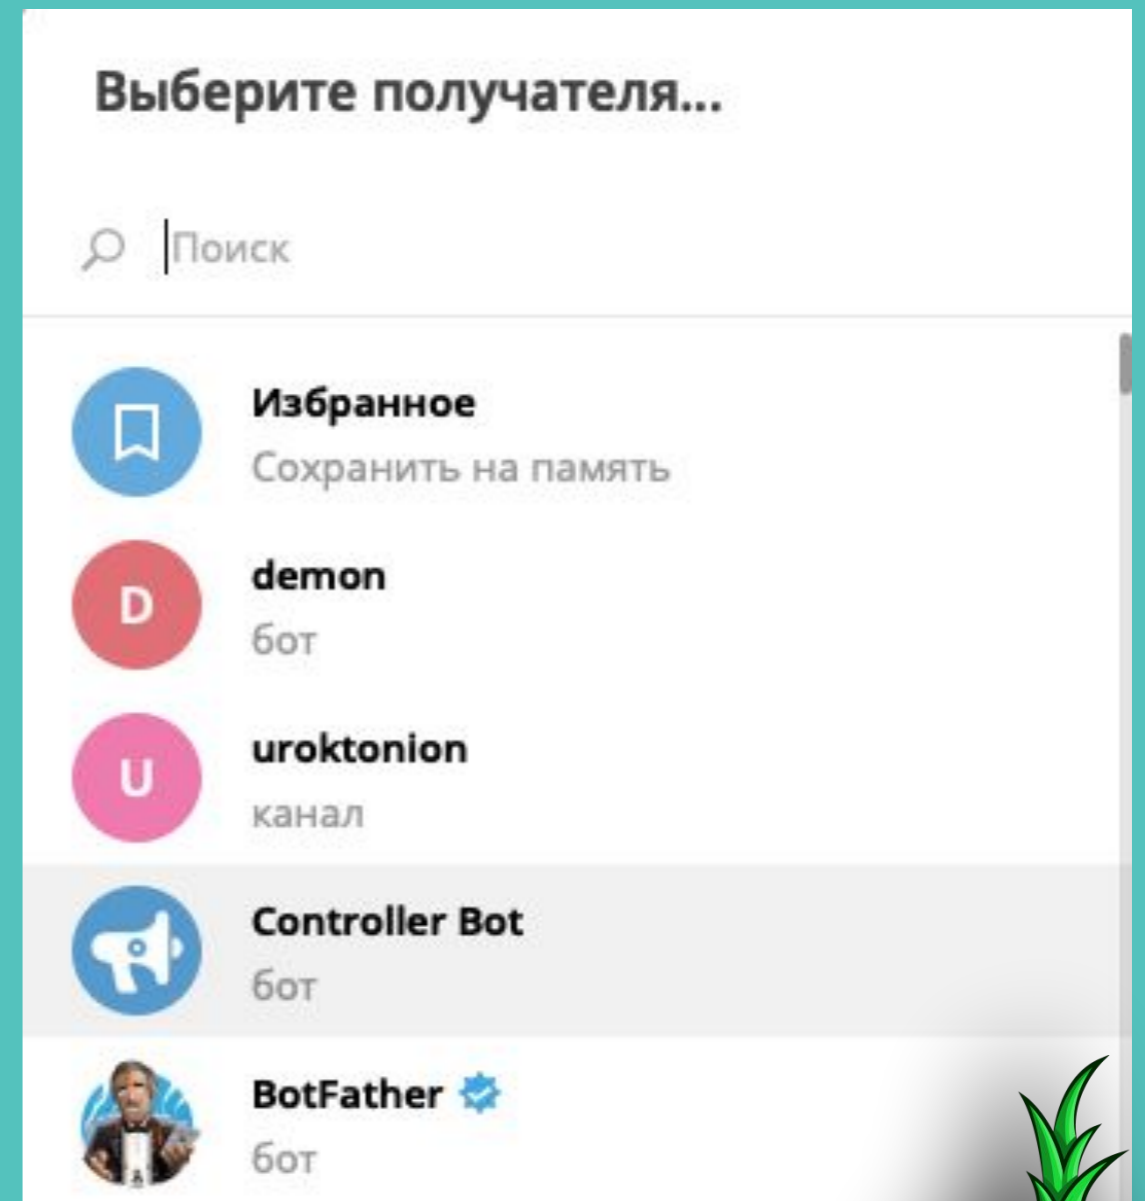 Выберите получателя...
Поиск
Избранное
Сохранить на память
D
demon
бот
U
uroktonion
канал
Controller Bot
бот
BotFather
бот